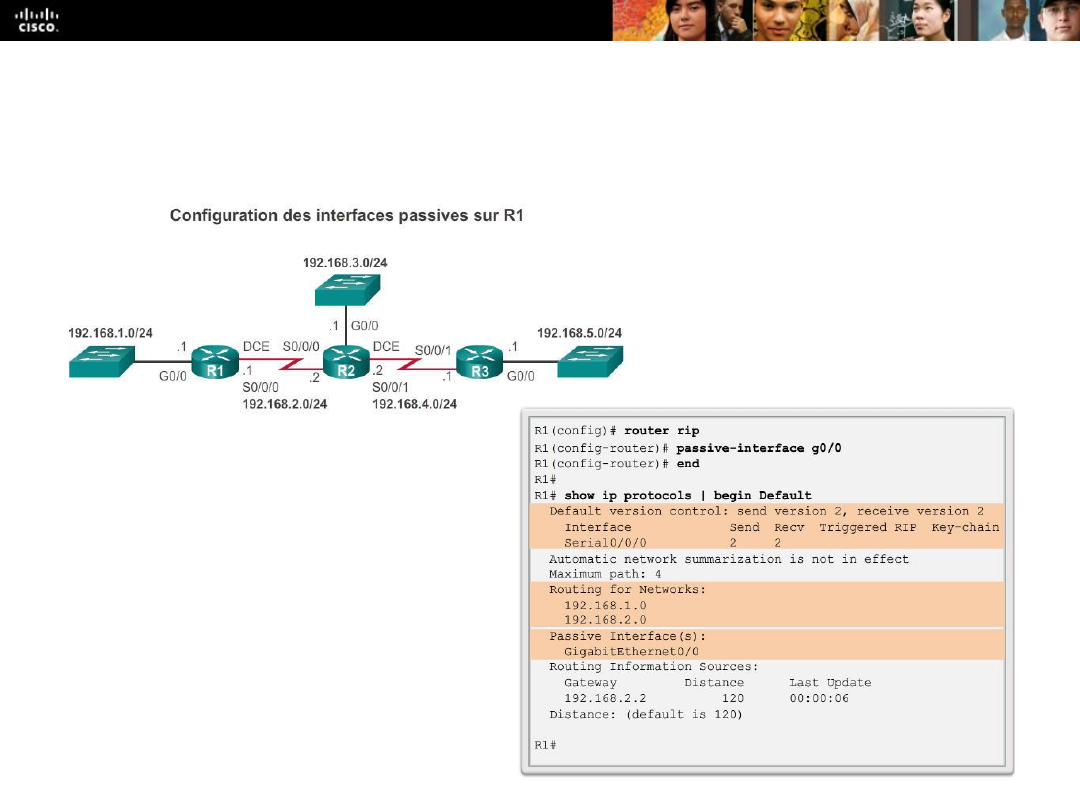 cisco.
Configuration des interfaces passives sur R1
192.168.3.0/24
.1 G0/0
192.168.1.0/24
192.168.5.0/24
.1 DCE S0/0/0 DCE S0/0/1 .1
R1 R2 R3
G0/0 .1 .2 .2 .1 G0/0
S0/0/0 S0/0/1
192.168.2.0/24 192.168.4.0/24
R1(config)# router rip
R1(config-router)# passive-interface g0/0
R1(config-router)# end
R1#
R1# show ip protocols | begin Default
Default version control: send version 2, receive version 2
Interface Send Recv Triggered RIP Key-chain
Serial0/0/0 2 2
Automatic network summarization is not in effect
Maximum path: 4
Routing for Networks:
192.168.1.0
192.168.2.0
Passive Interface(s):
GigabitEthernet0/0
Routing Information Sources:
Gateway Distance Last Update
192.168.2.2 120 00:00:06
Distance: (default is 120)
R1#